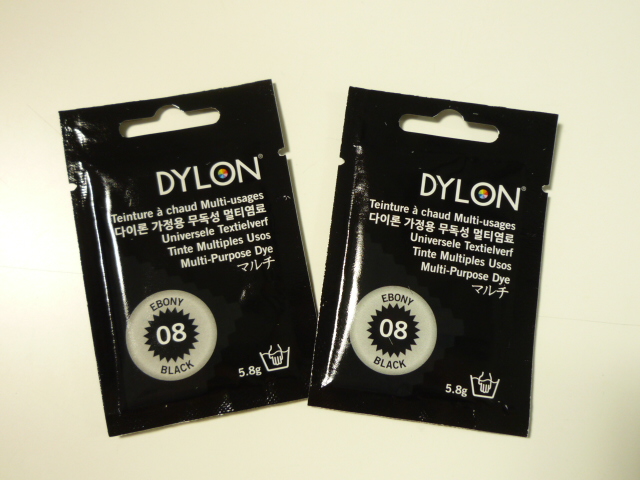 DYLON®
Teinture à chaud Multi-usages
다이론 가정용 무독성 멀티염료
Universele Textielverf
Tinte Multiples Usos
Multi-Purpose Dye
マルチ
EBONY
08
BLACK
5.8g
DYLON®
Teinture à chaud Multi-usages
다이론 가정용 무독성 멀티염료
Universele Textielverf
Tinte Multiples Usos
Multi-Purpose Dye
マルチ
EBONY
08
BLACK
5.8g